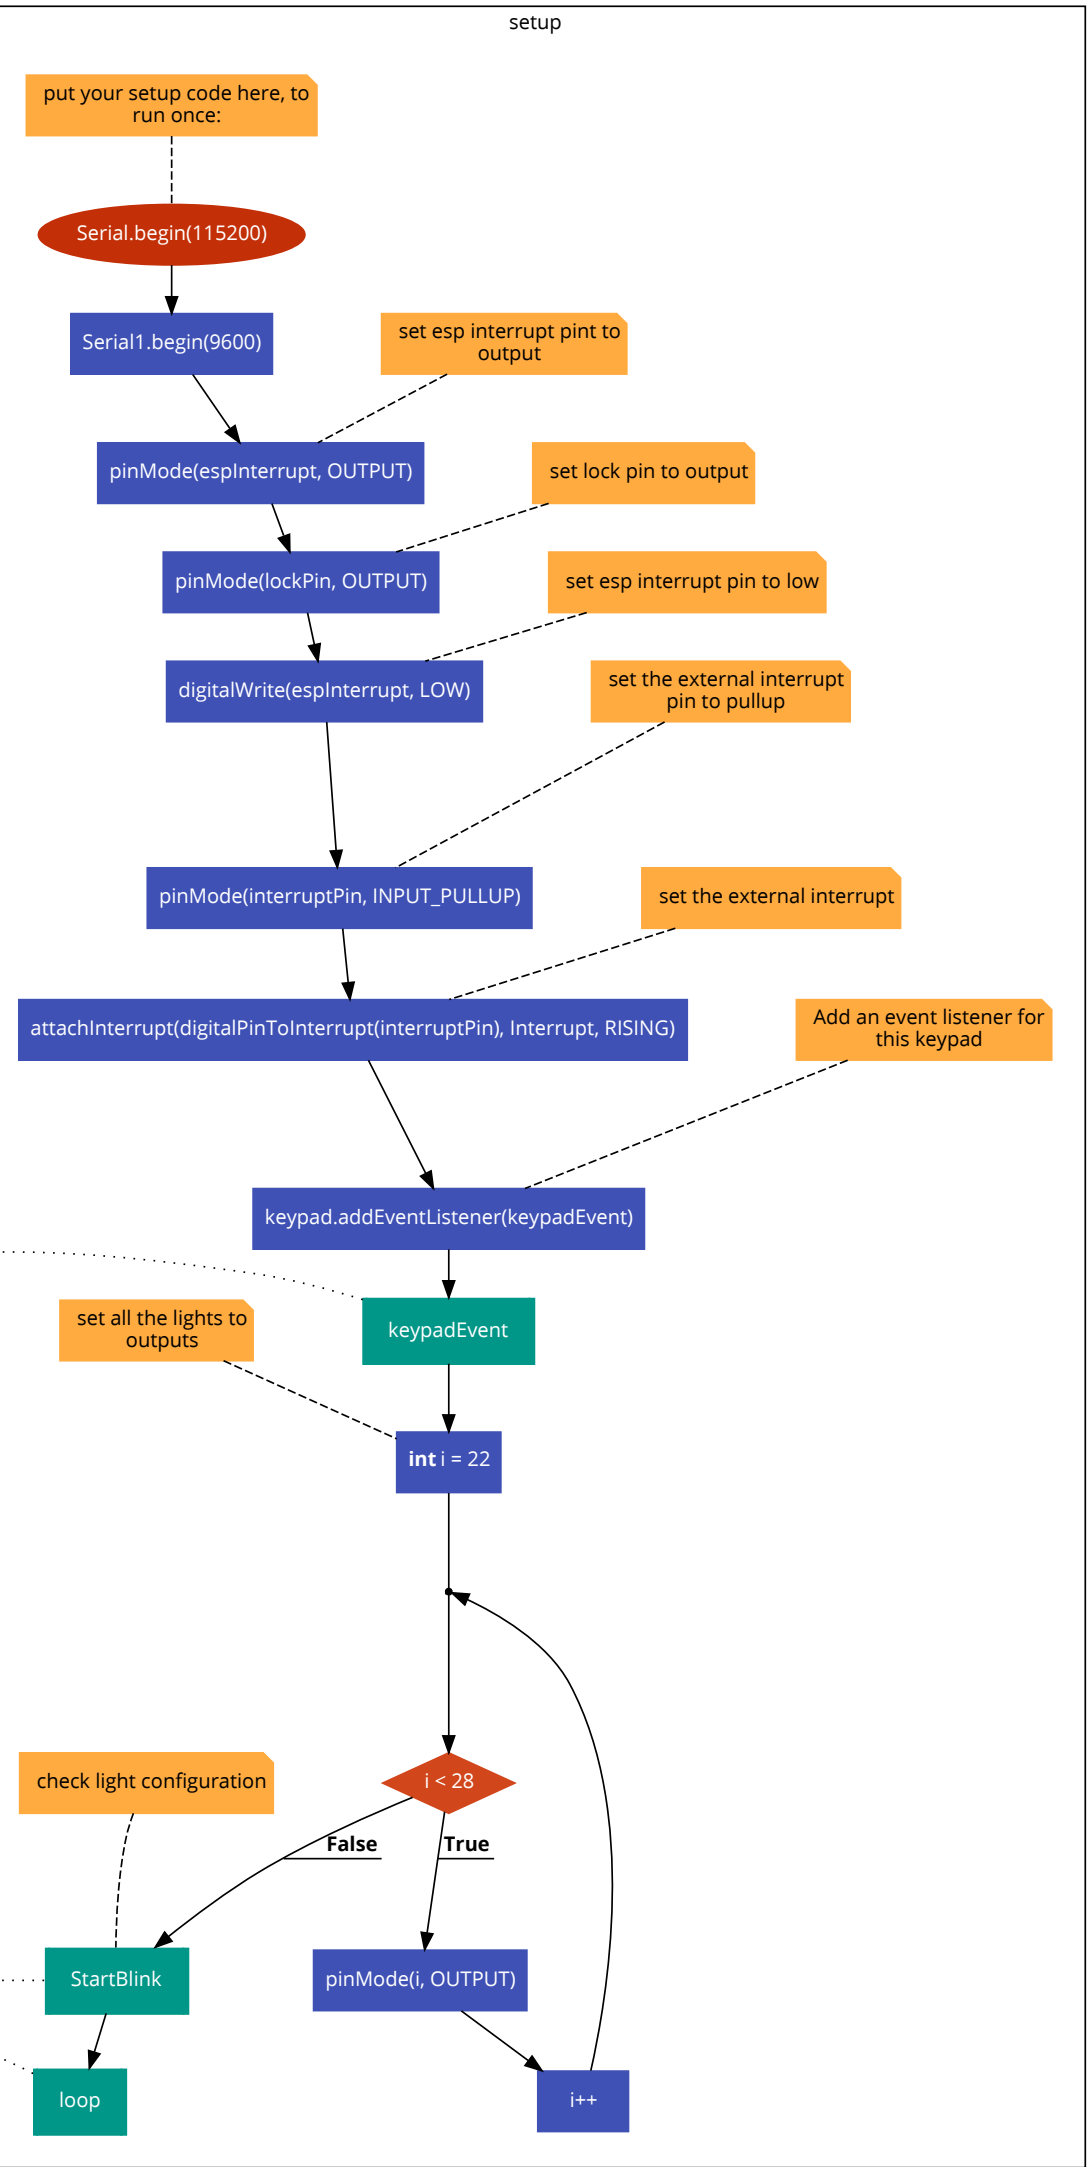 setup
put your setup code here, to
run once:
Serial.begin(115200)
Serial1.begin(9600)
set esp interrupt pint to
output
pinMode(espInterrupt, OUTPUT)
set lock pin to output
pinMode(lockPin, OUTPUT)
set esp interrupt pin to low
digitalWrite(espInterrupt, LOW)
set the external interrupt
pin to pullup
pinMode(interruptPin, INPUT_PULLUP)
set the external interrupt
attachInterrupt(digitalPinToInterrupt(interruptPin), Interrupt, RISING)
Add an event listener for
this keypad
keypad.addEventListener(keypadEvent)
keypadEvent
set all the lights to
outputs
int i = 22
i < 28
check light configuration
False
True
StartBlink
pinMode(i, OUTPUT)
loop
i++